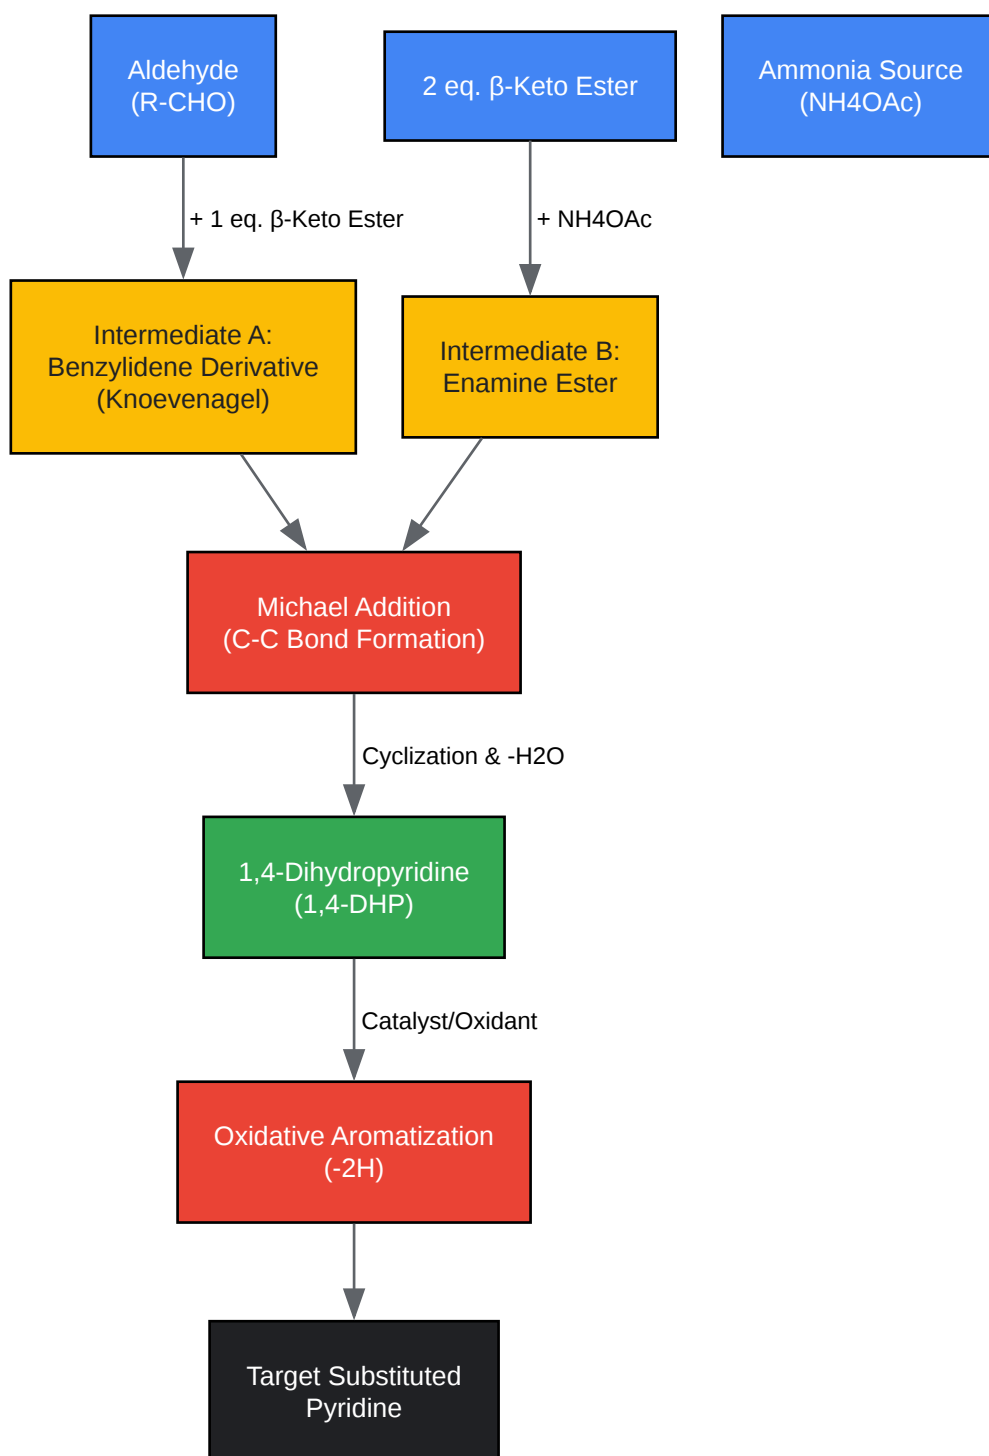 Aldehyde
(R-CHO)
2 eq. β-Keto Ester
Ammonia Source
(NH4OAc)
+ 1 eq. β-Keto Ester
+ NH4OAc
Intermediate A:
Benzylidene Derivative
(Knoevenagel)
Intermediate B:
Enamine Ester
Michael Addition
(C-C Bond Formation)
Cyclization & -H2O
1,4-Dihydropyridine
(1,4-DHP)
Catalyst/Oxidant
Oxidative Aromatization
(-2H)
Target Substituted
Pyridine